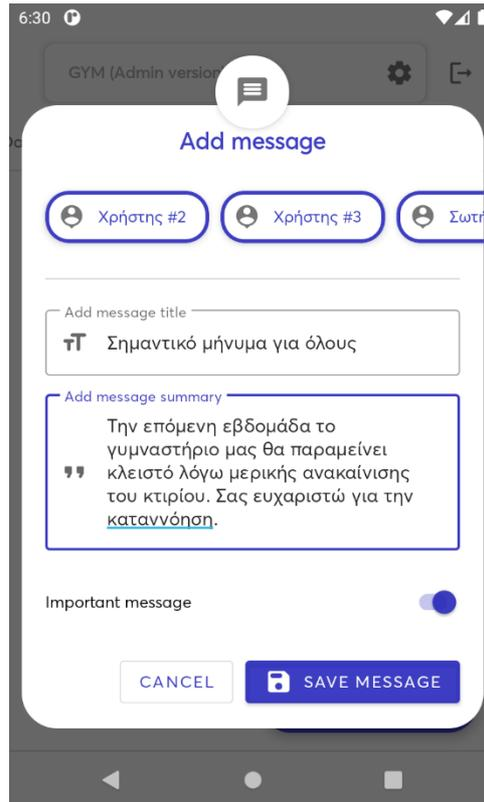 6:30
GYM (Admin version
Add message
Χρήστης #2 Χρήστης #3
Add message title
Σημαντικό μήνυμα για όλους
Add message summary
Την επόμενη εβδομάδα το
γυμναστήριο μας θα παραμείνει
κλειστό λόγω μερικής ανακαίνισης
του κτιρίου. Σας ευχαριστώ για την
καταννόηση.
Important message
CANCEL SAVE MESSAGE